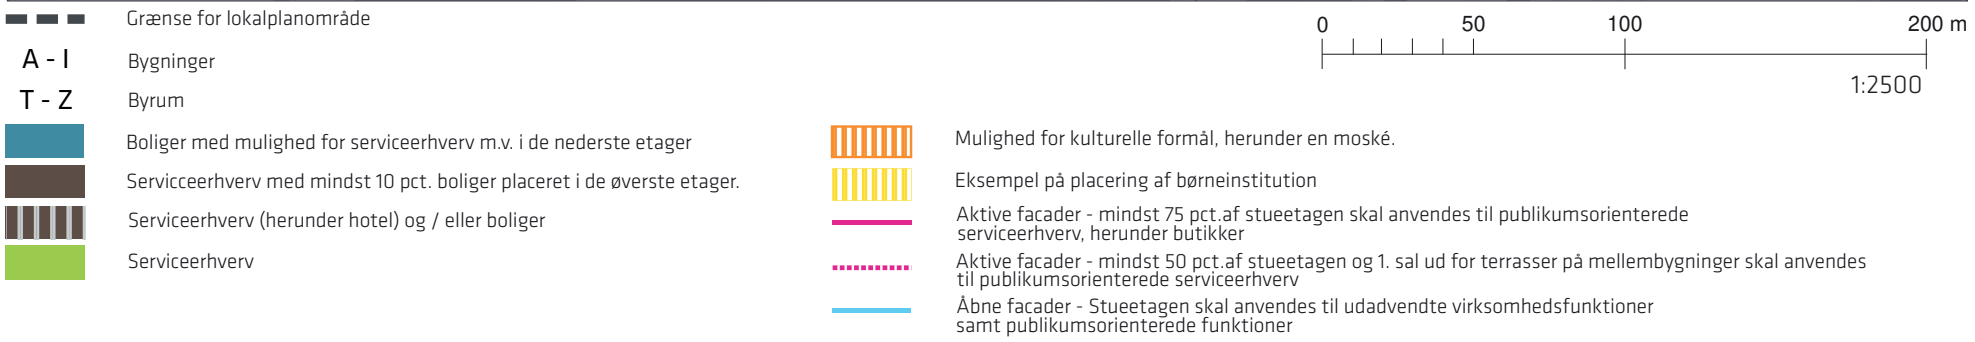 Grænse for lokalplanområde
A - I Bygninger
T - Z Byrum
Boliger med mulighed for serviceerhverv m.v. i de nederste etager
Servicceerhverv med mindst 10 pct. boliger placeret i de øverste etager.
Serviceerhverv (herunder hotel) og / eller boliger
Serviceerhverv
0 50 100 200 m
1:2500
Mulighed for kulturelle formål, herunder en moské.
Eksempel på placering af børneinstitution
Aktive facader - mindst 75 pct.af stueetagen skal anvendes til publikumsorienterede
serviceerhverv, herunder butikker
Aktive facader - mindst 50 pct.af stueetagen og 1. sal ud for terrasser på mellembygninger skal anvendes
til publikumsorienterede serviceerhverv
Åbne facader - Stueetagen skal anvendes til udadvendte virksomhedsfunktioner
samt publikumsorienterede funktioner